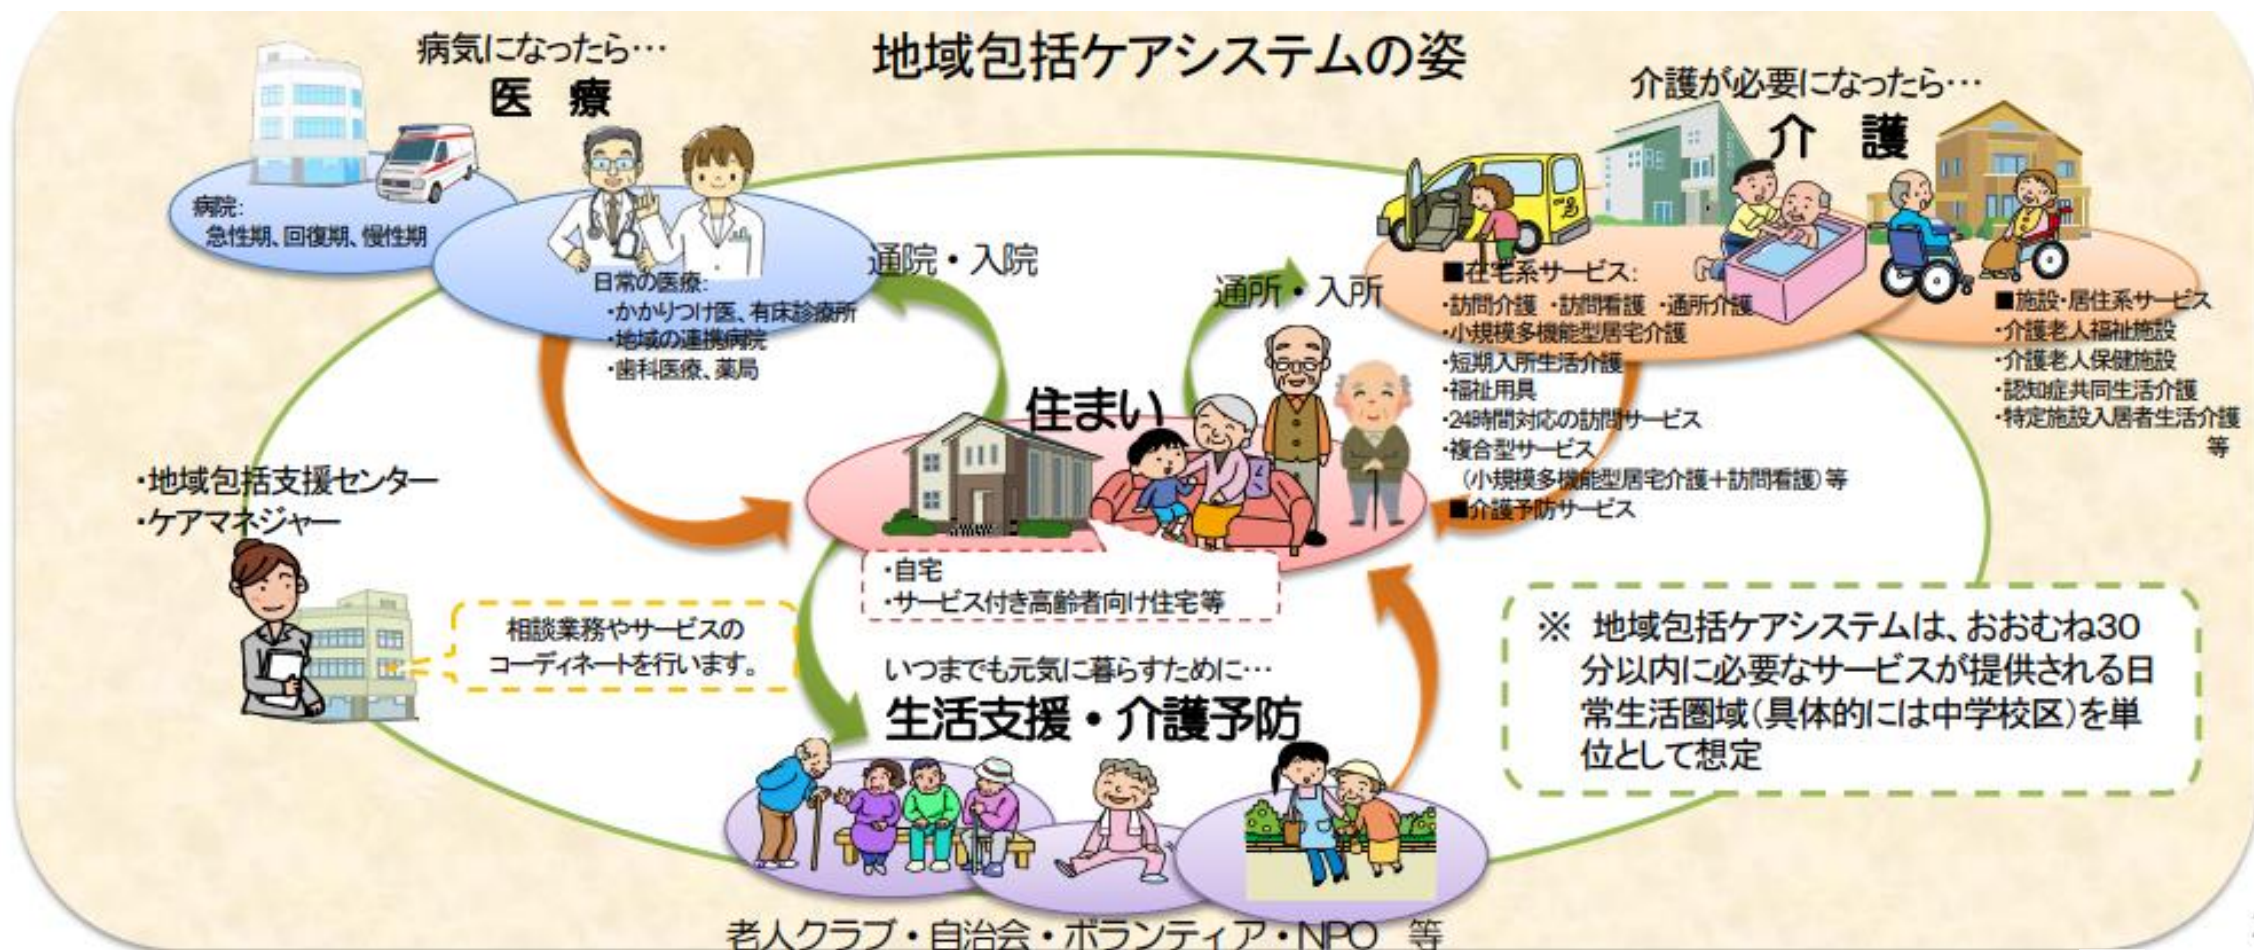 地域包括ケアシステムの姿
病気になったら…
医 療
病院:
急性期、回復期、慢性期
日常の医療:
・かかりつけ医、有床診療所
・地域の連携病院
・歯科医療、薬局
通院・入院
通所・入所
介護が必要になったら…
介 護
■在宅系サービス:
・訪問介護 ・訪問看護 ・通所介護
・小規模多機能型居宅介護
・短期入所生活介護
・福祉用具
・24時間対応の訪問サービス
・複合型サービス
(小規模多機能型居宅介護+訪問看護)等
■介護予防サービス
■施設・居住系サービス
・介護老人福祉施設
・介護老人保健施設
・認知症共同生活介護
・特定施設入居者生活介護
等
住まい
・自宅
・サービス付き高齢者向け住宅等
・地域包括支援センター
・ケアマネジャー
相談業務やサービスの
コーディネートを行います。
いつまでも元気に暮らすために…
生活支援・介護予防
老人クラブ・自治会・ボランティア・NPO 等
※ 地域包括ケアシステムは、おおむね30
分以内に必要なサービスが提供される日
常生活圏域(具体的には中学校区)を単
位として想定